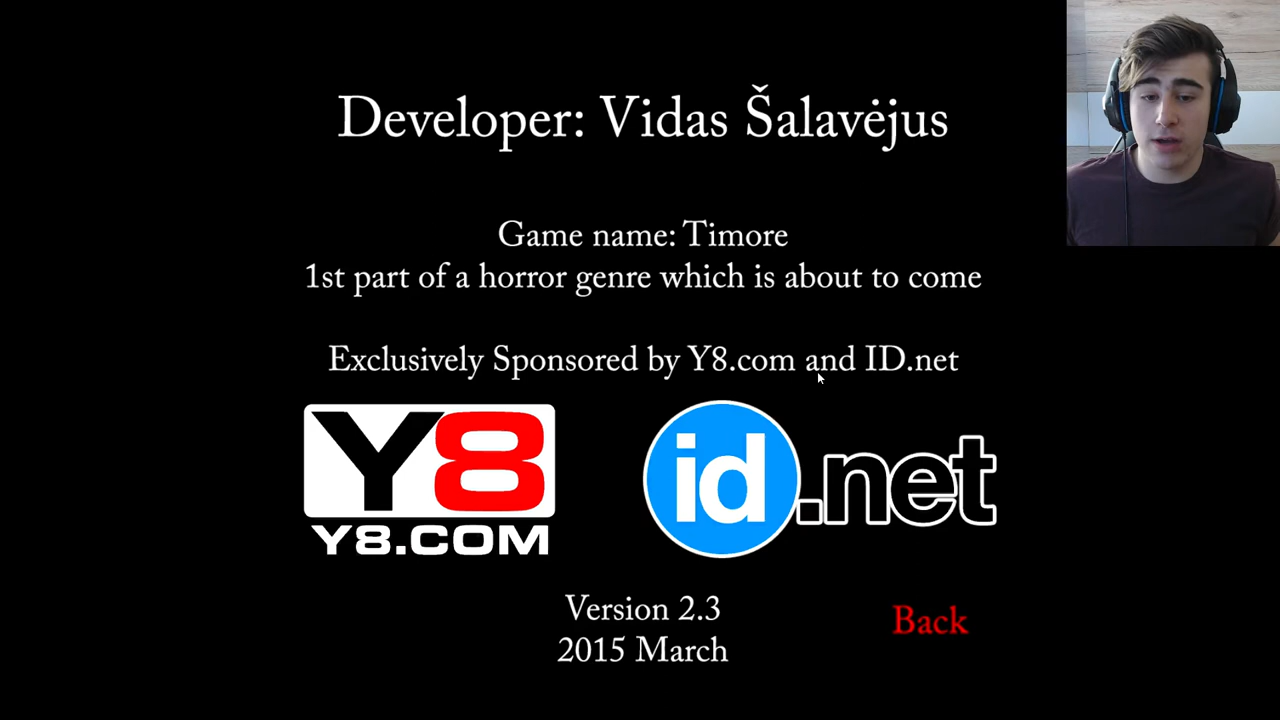 Developer: Vidas Šalavėjus
Game name: Timore
1st part of a horror genre which is about to come
Exclusively Sponsored by Y8.com and ID.net
Y8
Y8.COM
id.net
Version 2.3
Back
2015 March